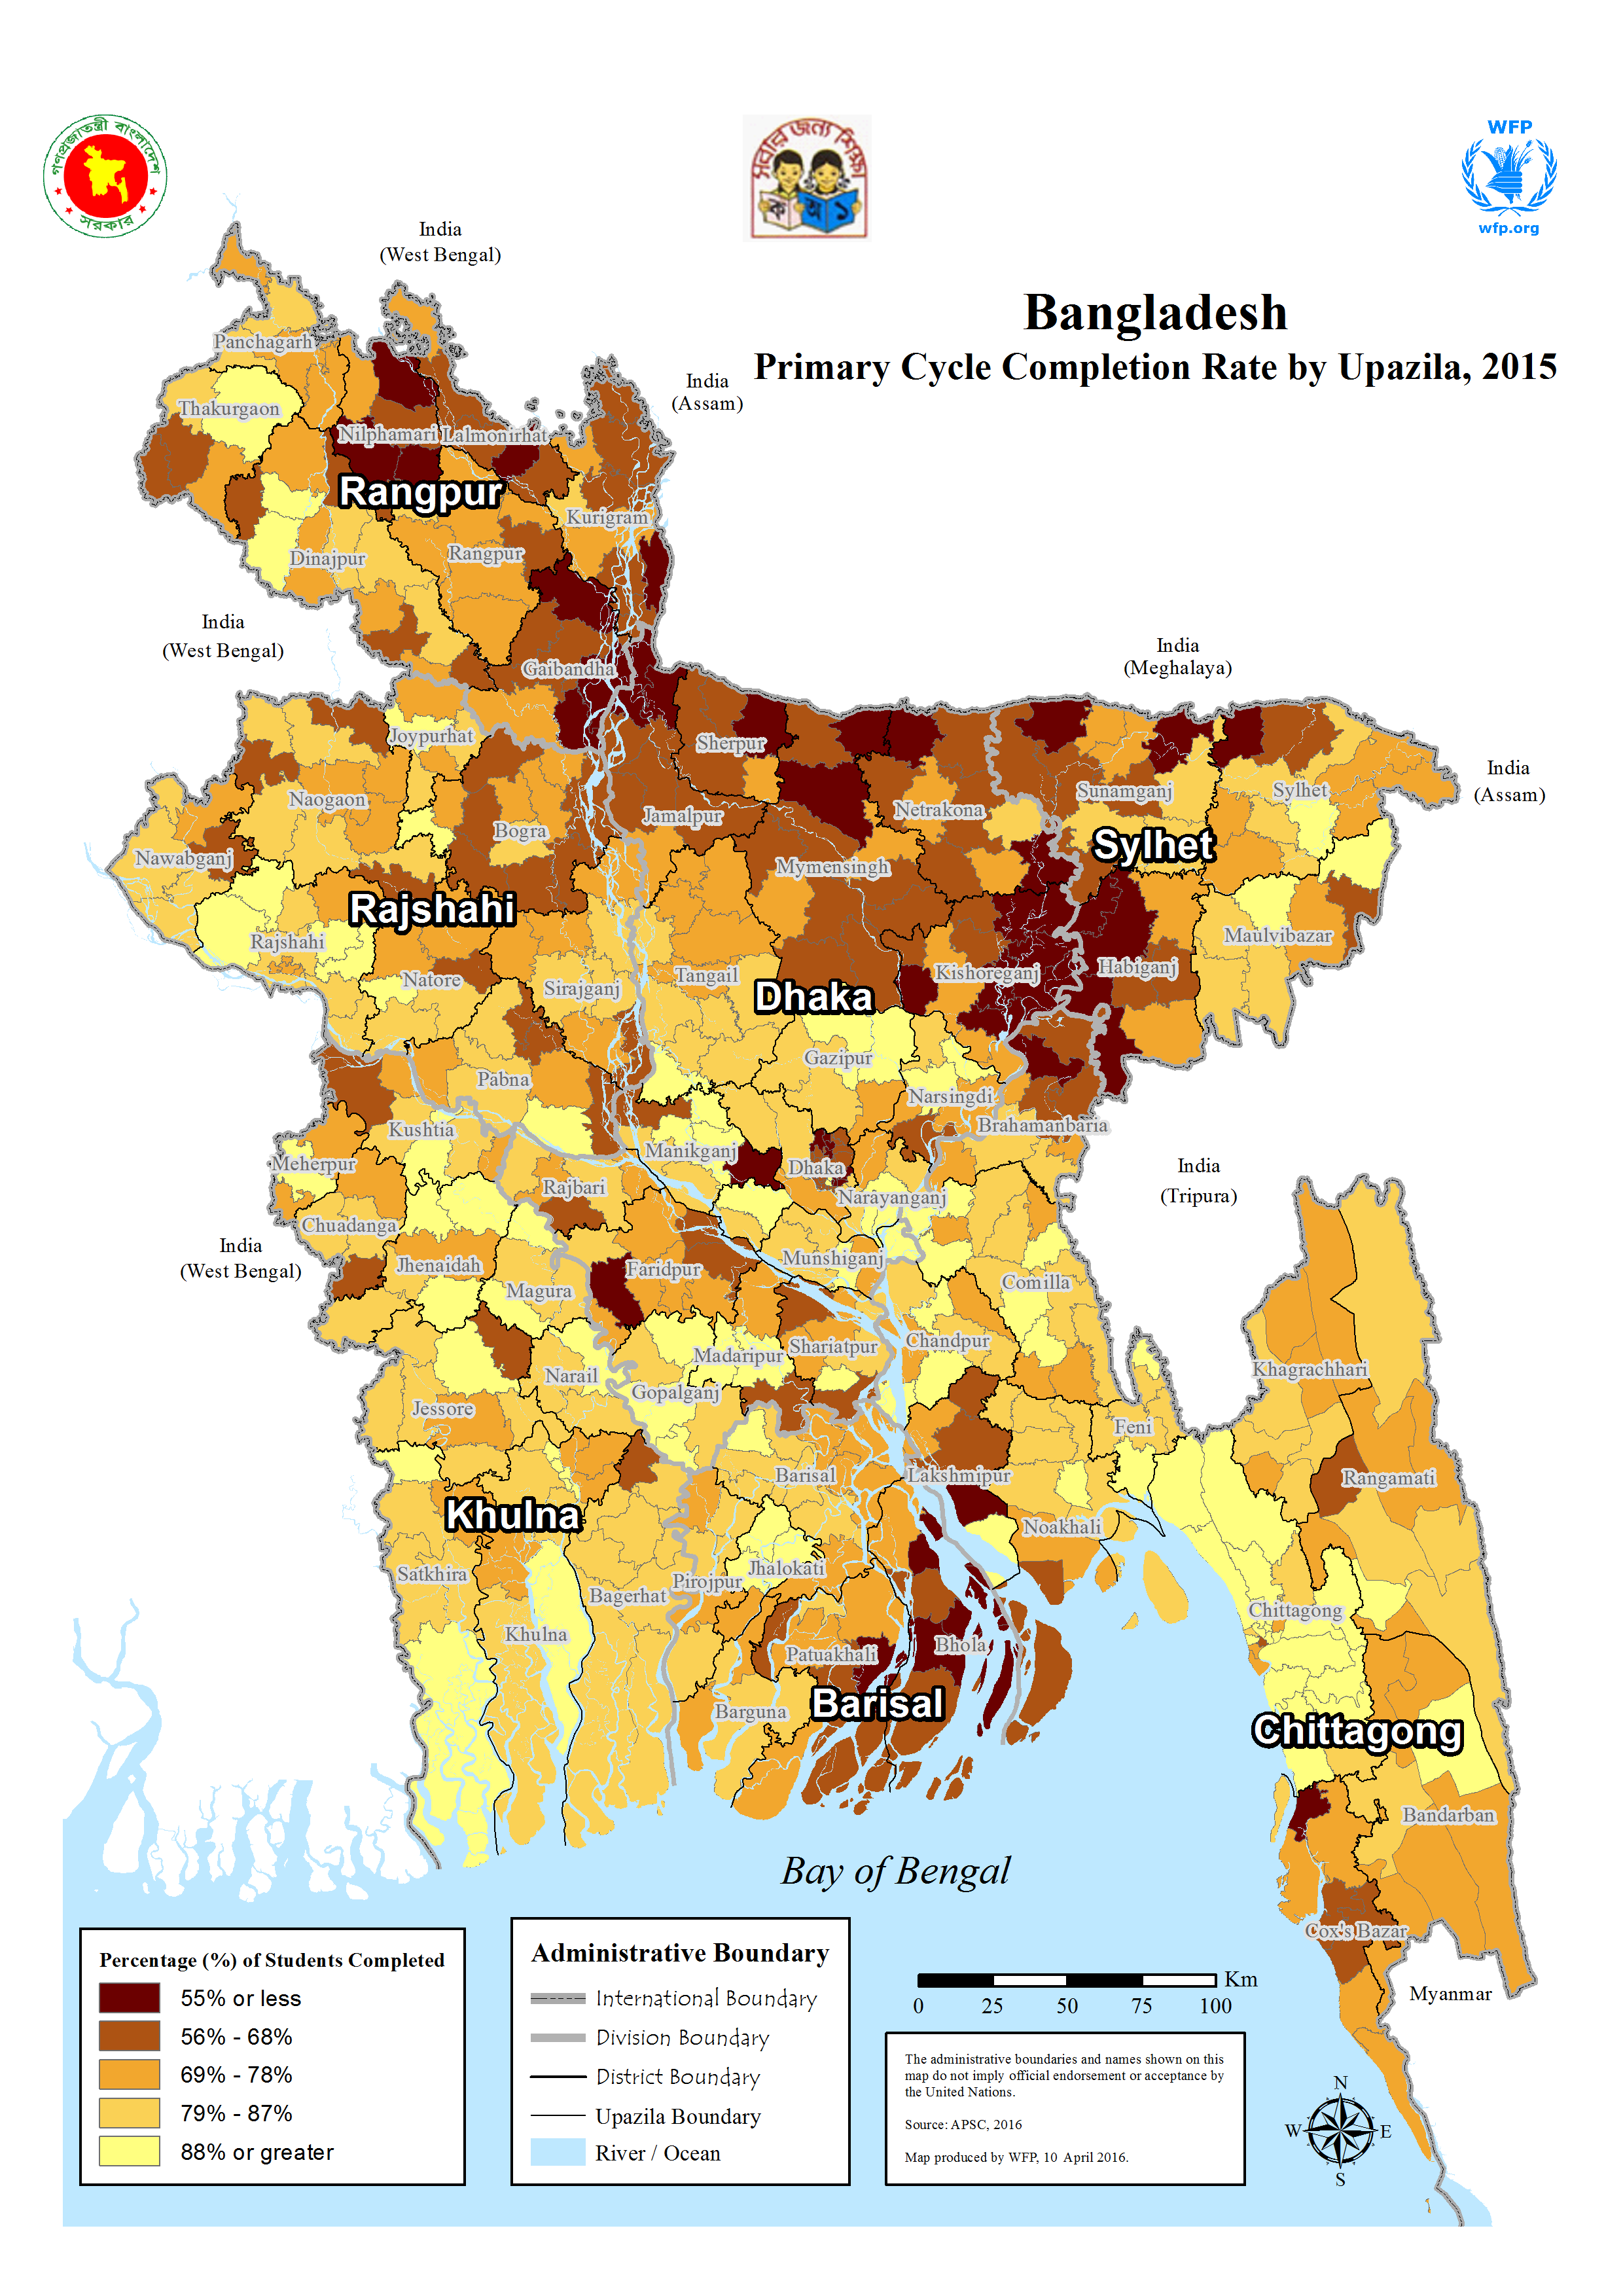 গণপ্রজাতন্ত্রী বাংলাদেশ
সরকার
সবার জন্য শিক্ষা
ক
অ ১
WFP
wfp.org
Bangladesh
Primary Cycle Completion Rate by Upazila, 2015
India
(West Bengal)
India
(Assam)
Panchagarh
Thakurgaon
Nilphamari
Lalmonirhat
Rangpur
Kurigram
Dinajpur
Rangpur
India
(West Bengal)
India
(Meghalaya)
Gaibandha
Joypurhat
Sherpur
India
(Assam)
Naogaon
Bogra
Jamalpur
Netrakona
Sunamganj
Sylhet
Nawabganj
Mymensingh
Sylhet
Rajshahi
Rajshahi
Natore
Sirajganj
Tangail
Dhaka
Kishoreganj
Habiganj
Maulvibazar
Pabna
Gazipur
Narsingdi
Kushtia
Brahamanbaria
Meherpur
Manikganj
Dhaka
India
(Tripura)
Rajbari
Narayanganj
Chuadanga
India
(West Bengal)
Jhenaidah
Faridpur
Munshiganj
Magura
Comilla
Madaripur
Shariatpur
Chandpur
Khagrachhari
Narail
Gopalganj
Jessore
Feni
Barisal
Lakshmipur
Rangamati
Khulna
Noakhali
Satkhira
Jhalokati
Bagerhat
Pirojpur
Khulna
Chittagong
Patuakhali
Bhola
Barguna
Barisal
Chittagong
Bandarban
Bay of Bengal
Cox's Bazar
Myanmar
Percentage (%) of Students Completed
55% or less
56% - 68%
69% - 78%
79% - 87%
88% or greater
Administrative Boundary
International Boundary
Division Boundary
District Boundary
Upazila Boundary
River / Ocean
Km
0 25 50 75 100
The administrative boundaries and names shown on this
map do not imply official endorsement or acceptance by
the United Nations.
Source: APSC, 2016
Map produced by WFP, 10 April 2016.
N
W E
S